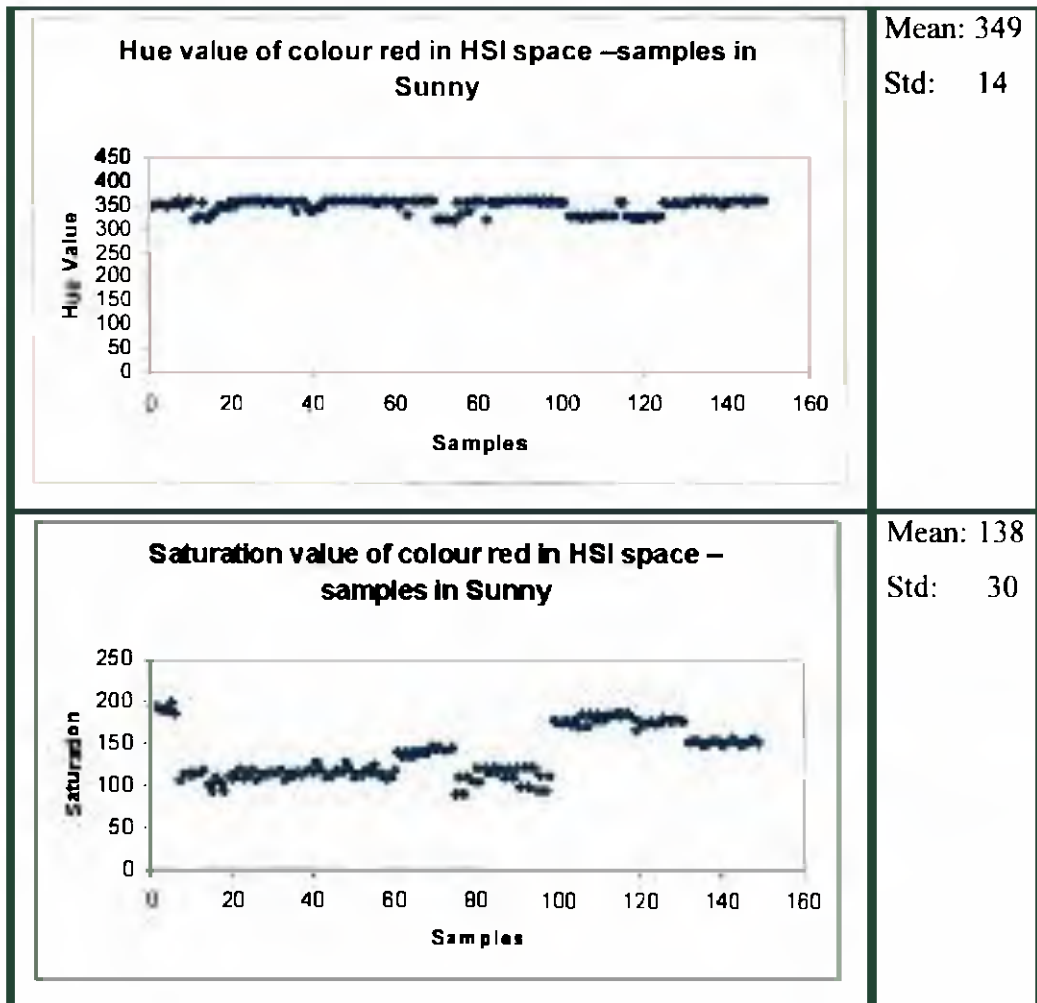 Hue value of colour red in HSI space –samples in
Sunny
450
400
350
300
250
200
150
100
50
0
Hue Value
0 20 40 60 80 100 120 140 160
Samples
Mean: 349
Std: 14
Saturation value of colour red in HSI space –
samples in Sunny
250
200
150
100
50
0
Saturation
0 20 40 60 80 100 120 140 160
Samples
Mean: 138
Std: 30